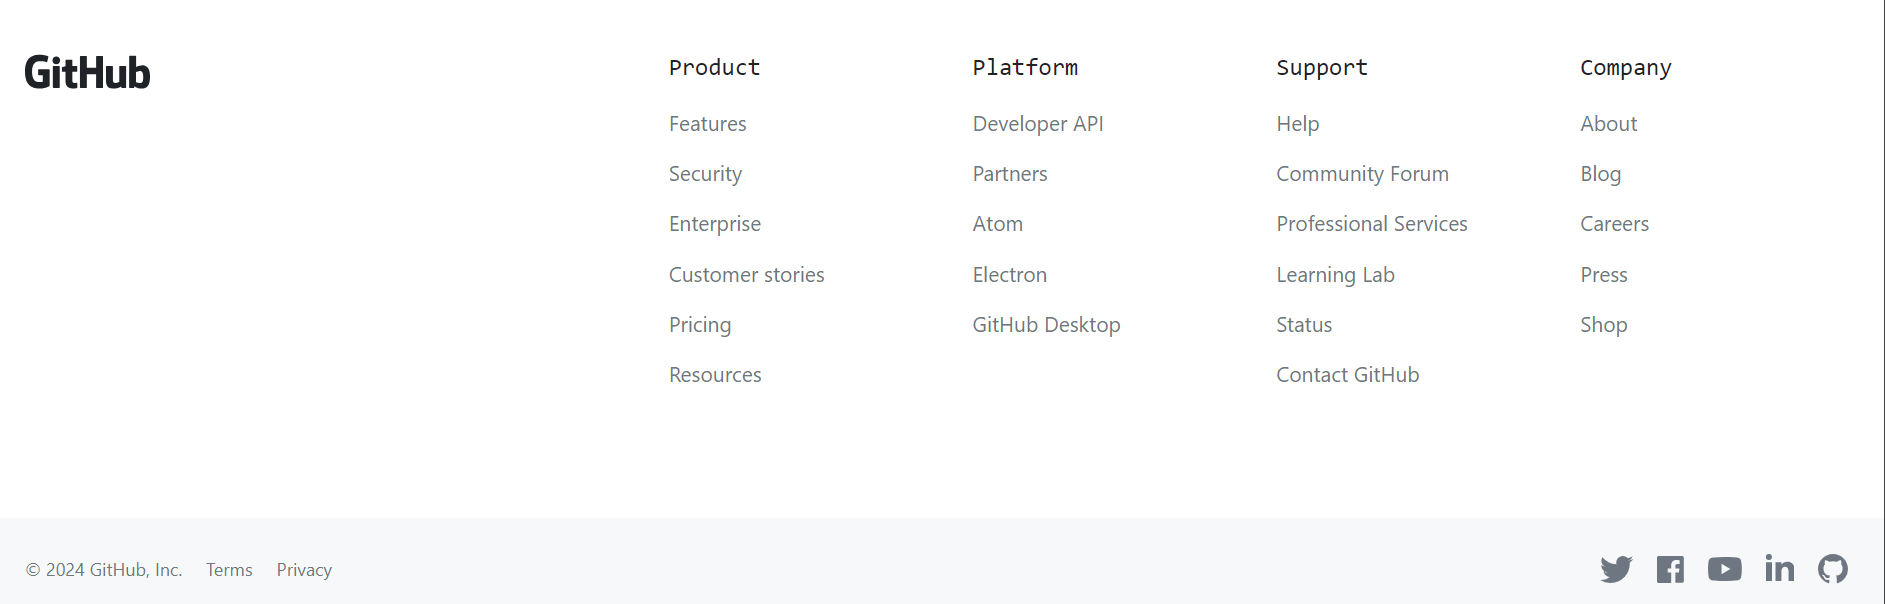 GitHub
Product
Features
Security
Enterprise
Customer stories
Pricing
Resources
Platform
Developer API
Partners
Atom
Electron
GitHub Desktop
Support
Help
Community Forum
Professional Services
Learning Lab
Status
Contact GitHub
Company
About
Blog
Careers
Press
Shop
© 2024 GitHub, Inc. Terms Privacy